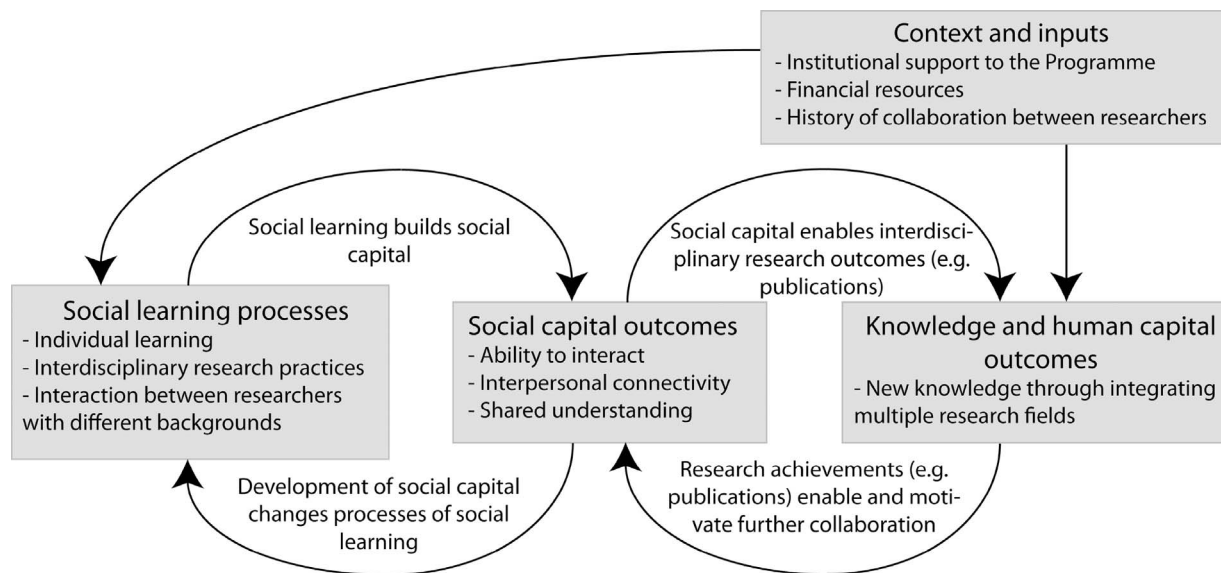 Context and inputs
- Institutional support to the Programme
- Financial resources
- History of collaboration between researchers
Social learning builds social
capital
Social capital enables interdisci-
plinary research outcomes (e.g.
publications)
Social learning processes
- Individual learning
- Interdisciplinary research practices
- Interaction between researchers
with different backgrounds
Social capital outcomes
- Ability to interact
- Interpersonal connectivity
- Shared understanding
Knowledge and human capital
outcomes
- New knowledge through integrating
multiple research fields
Development of social capital
changes processes of social
learning
Research achievements (e.g.
publications) enable and moti-
vate further collaboration